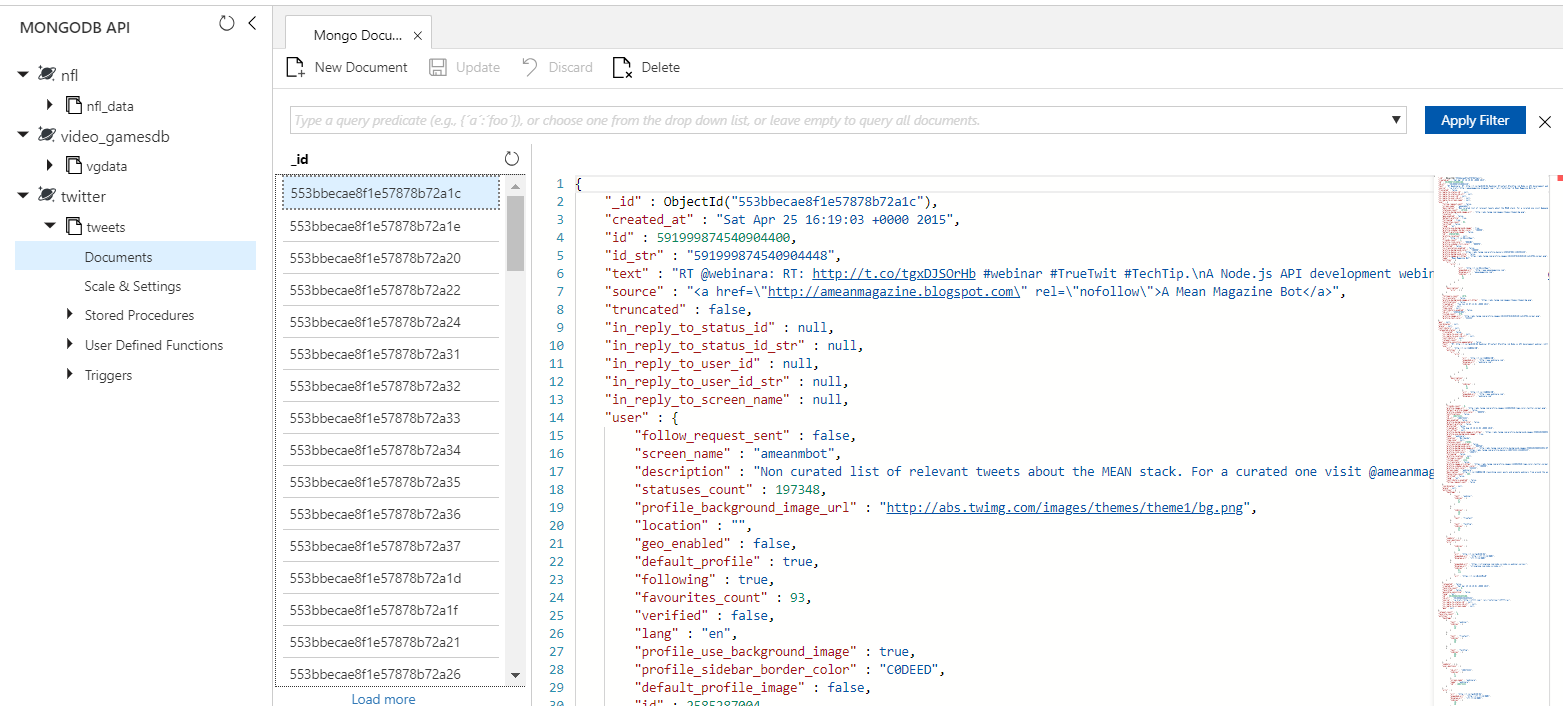 MONGODB API
nfl
nfl_data
video_gamesdb
vgdata
twitter
tweets
Documents
Scale & Settings
Stored Procedures
User Defined Functions
Triggers
Mongo Docu...
New Document Update Discard Delete
Type a query predicate (e.g., {´a´:´foo´}), or choose one from the drop down list, or leave empty to query all documents.
Apply Filter
_id
553bbecae8f1e57878b72a1c
553bbecae8f1e57878b72a1e
553bbecae8f1e57878b72a20
553bbecae8f1e57878b72a22
553bbecae8f1e57878b72a24
553bbecae8f1e57878b72a31
553bbecae8f1e57878b72a32
553bbecae8f1e57878b72a33
553bbecae8f1e57878b72a34
553bbecae8f1e57878b72a35
553bbecae8f1e57878b72a36
553bbecae8f1e57878b72a37
553bbecae8f1e57878b72a1d
553bbecae8f1e57878b72a1f
553bbecae8f1e57878b72a21
553bbecae8f1e57878b72a26
Load more
1 {
2 "_id" : ObjectId("553bbecae8f1e57878b72a1c"),
3 "created_at" : "Sat Apr 25 16:19:03 +0000 2015",
4 "id" : 591999874540904400,
5 "id_str" : "591999874540904448",
6 "text" : "RT @webinara: RT: http://t.co/tgxDJSOrHb #webinar #TrueTwit #TechTip.\nA Node.js API development webin
7 "source" : "<a href=\"http://ameanmagazine.blogspot.com\" rel=\"nofollow\">A Mean Magazine Bot</a>",
8 "truncated" : false,
9 "in_reply_to_status_id" : null,
10 "in_reply_to_status_id_str" : null,
11 "in_reply_to_user_id" : null,
12 "in_reply_to_user_id_str" : null,
13 "in_reply_to_screen_name" : null,
14 "user" : {
15 "follow_request_sent" : false,
16 "screen_name" : "ameanmbot",
17 "description" : "Non curated list of relevant tweets about the MEAN stack. For a curated one visit @ameanmag
18 "statuses_count" : 197348,
19 "profile_background_image_url" : "http://abs.twimg.com/images/themes/theme1/bg.png",
20 "location" : "",
21 "geo_enabled" : false,
22 "default_profile" : true,
23 "following" : true,
24 "favourites_count" : 93,
25 "verified" : false,
26 "lang" : "en",
27 "profile_use_background_image" : true,
28 "profile_sidebar_border_color" : "C0DEED",
29 "default_profile_image" : false,
30 "id" : 2585287004